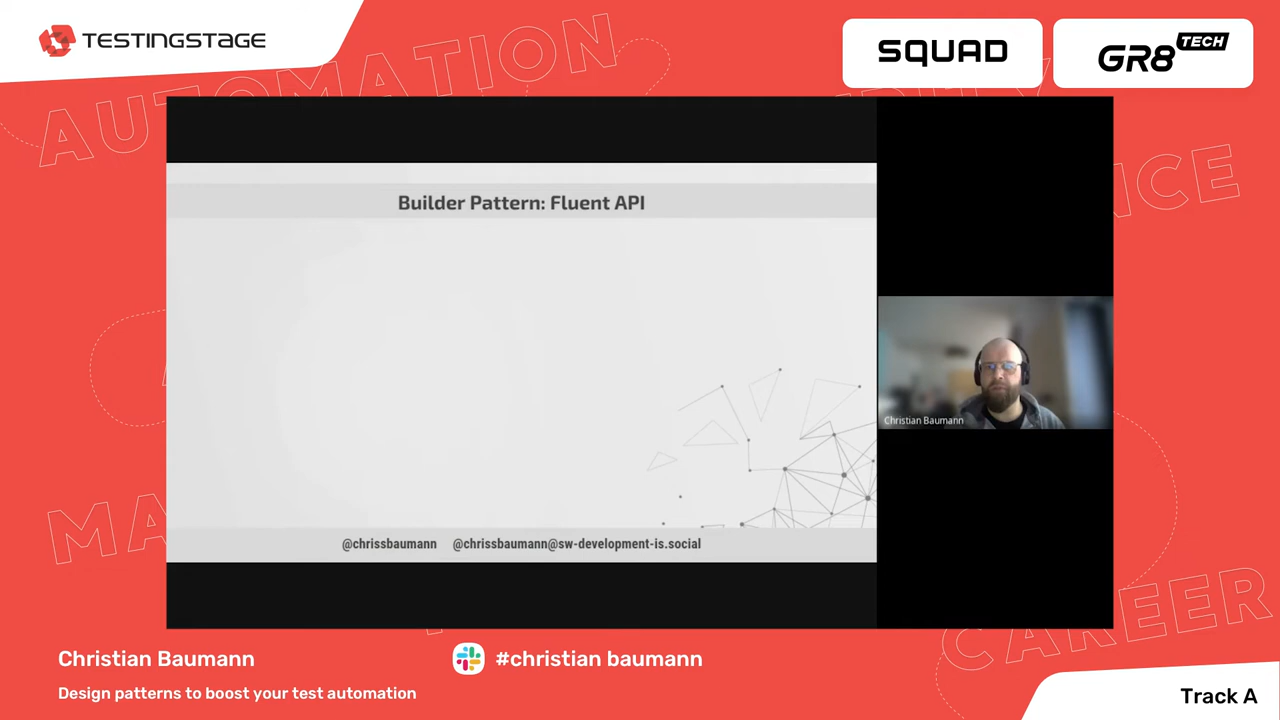 TESTINGSTAGE
SQUAD
GR8 TECH
AUTOMATION
Builder Pattern: Fluent API
Christian Baumann
@chrissbaumann @chrissbaumann@sw-development-is.social
CAREER
Christian Baumann
#christian baumann
Design patterns to boost your test automation
Track A